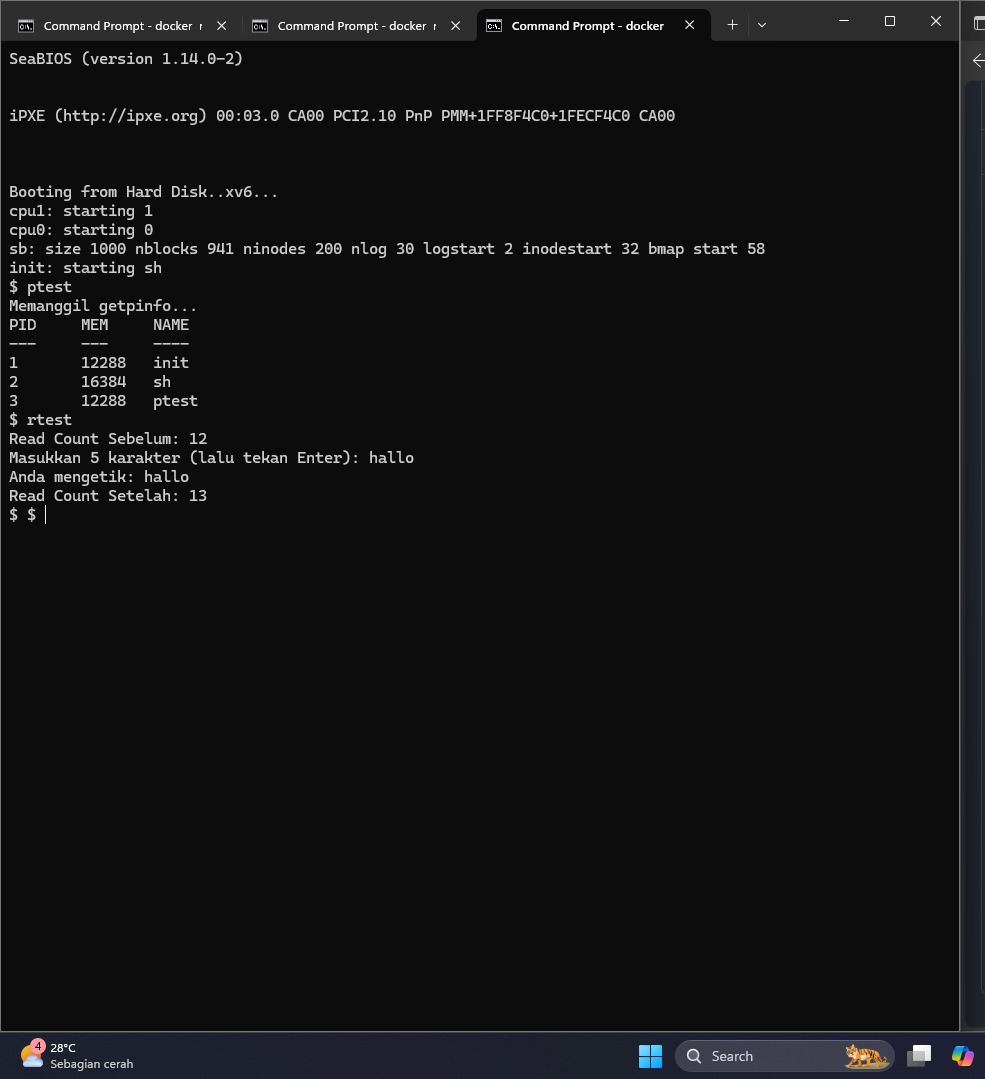 Command Prompt - docker r
Command Prompt - docker r
Command Prompt - docker
SeaBIOS (version 1.14.0-2)
iPXE (http://ipxe.org) 00:03.0 CA00 PCI2.10 PnP PMM+1FF8F4C0+1FECF4C0 CA00
Booting from Hard Disk..xv6...
cpu1: starting 1
cpu0: starting 0
sb: size 1000 nblocks 941 ninodes 200 nlog 30 logstart 2 inodestart 32 bmap start 58
init: starting sh
$ ptest
Memanggil getpinfo...
PID MEM NAME
--- --- ----
1 12288 init
2 16384 sh
3 12288 ptest
$ rtest
Read Count Sebelum: 12
Masukkan 5 karakter (lalu tekan Enter): hallo
Anda mengetik: hallo
Read Count Setelah: 13
$ $
4
28°C
Sebagian cerah
Search